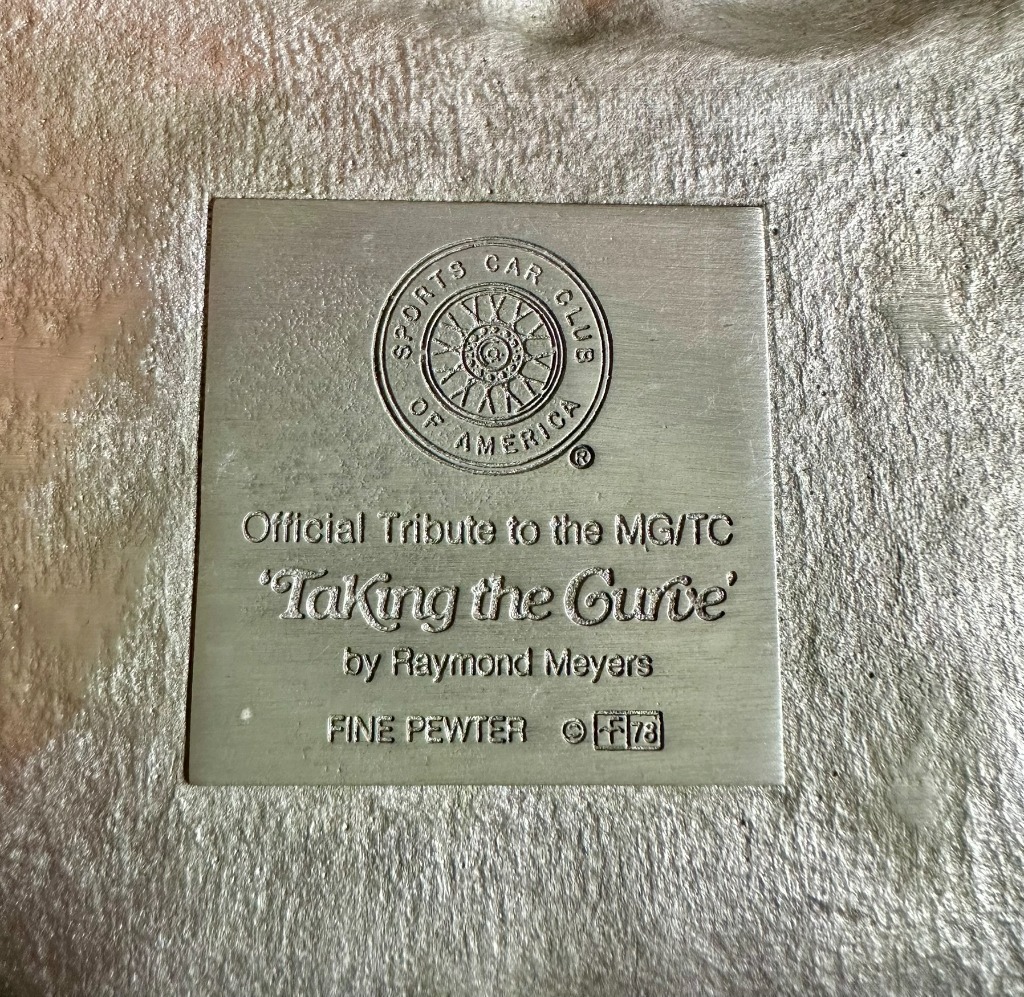 SPORTS CAR CLUB
OF AMERICA
®
Official Tribute to the MG/TC
'Taking the Curve'
by Raymond Meyers
FINE PEWTER © 78